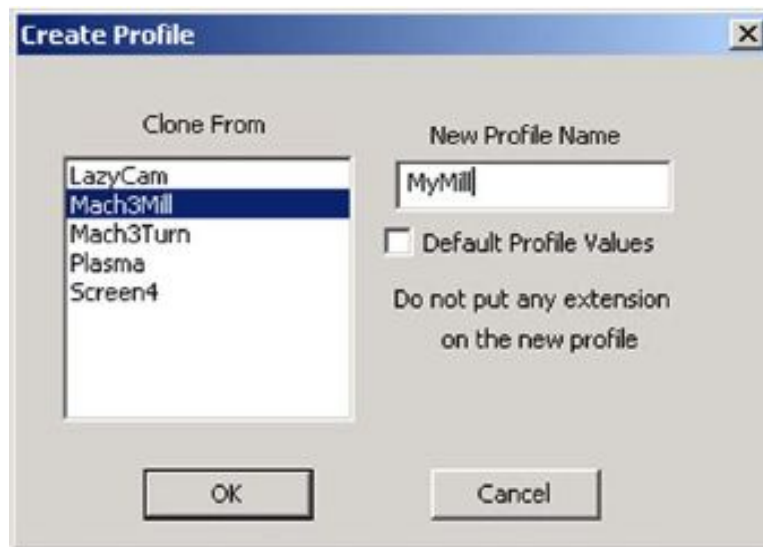 Create Profile
Clone From
LazyCam
Mach3Mill
Mach3Turn
Plasma
Screen4
New Profile Name
MyMill
Default Profile Values
Do not put any extension
on the new profile
OK
Cancel